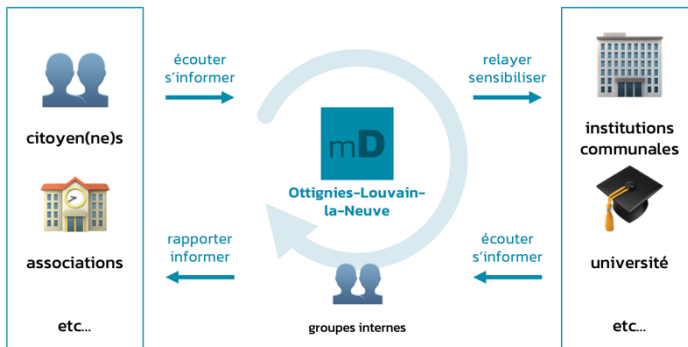 citoyen(ne)s
associations
etc...
écouter
s'informer
rapporter
informer
mD
Ottignies-Louvain-
la-Neuve
groupes internes
relayer
sensibiliser
écouter
s'informer
institutions
communales
université
etc...